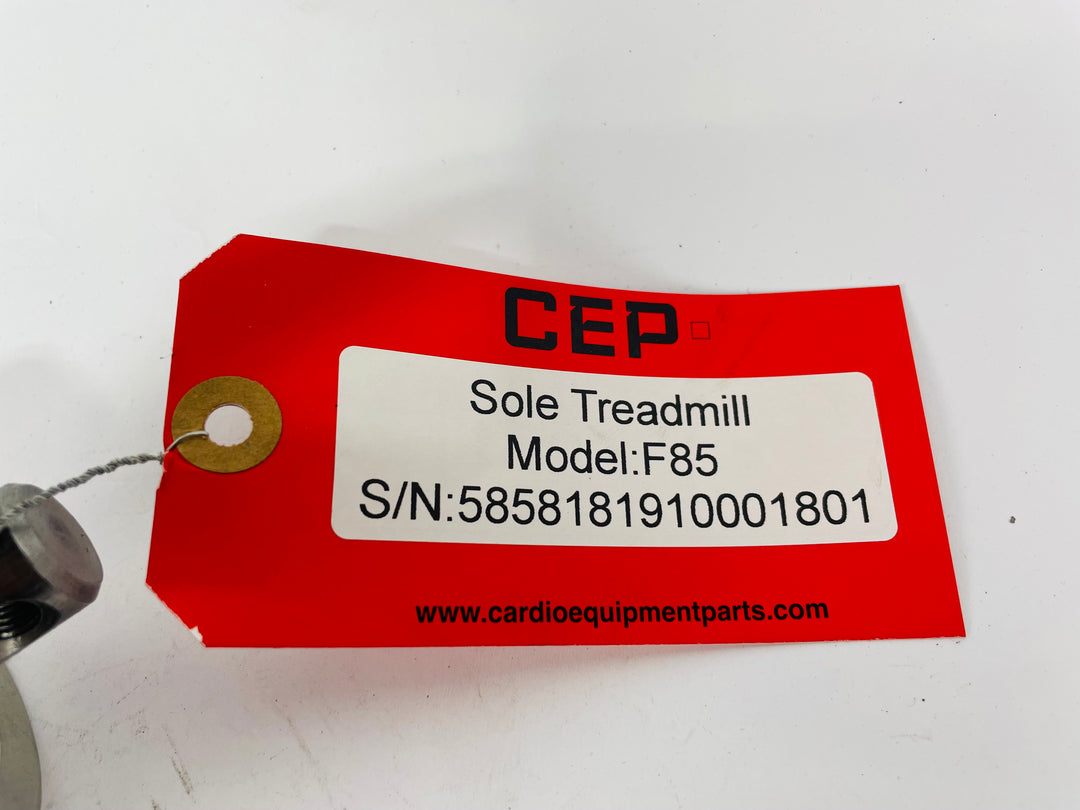 CEP
Sole Treadmill
Model:F85
S/N:5858181910001801
www.cardioequipmentparts.com